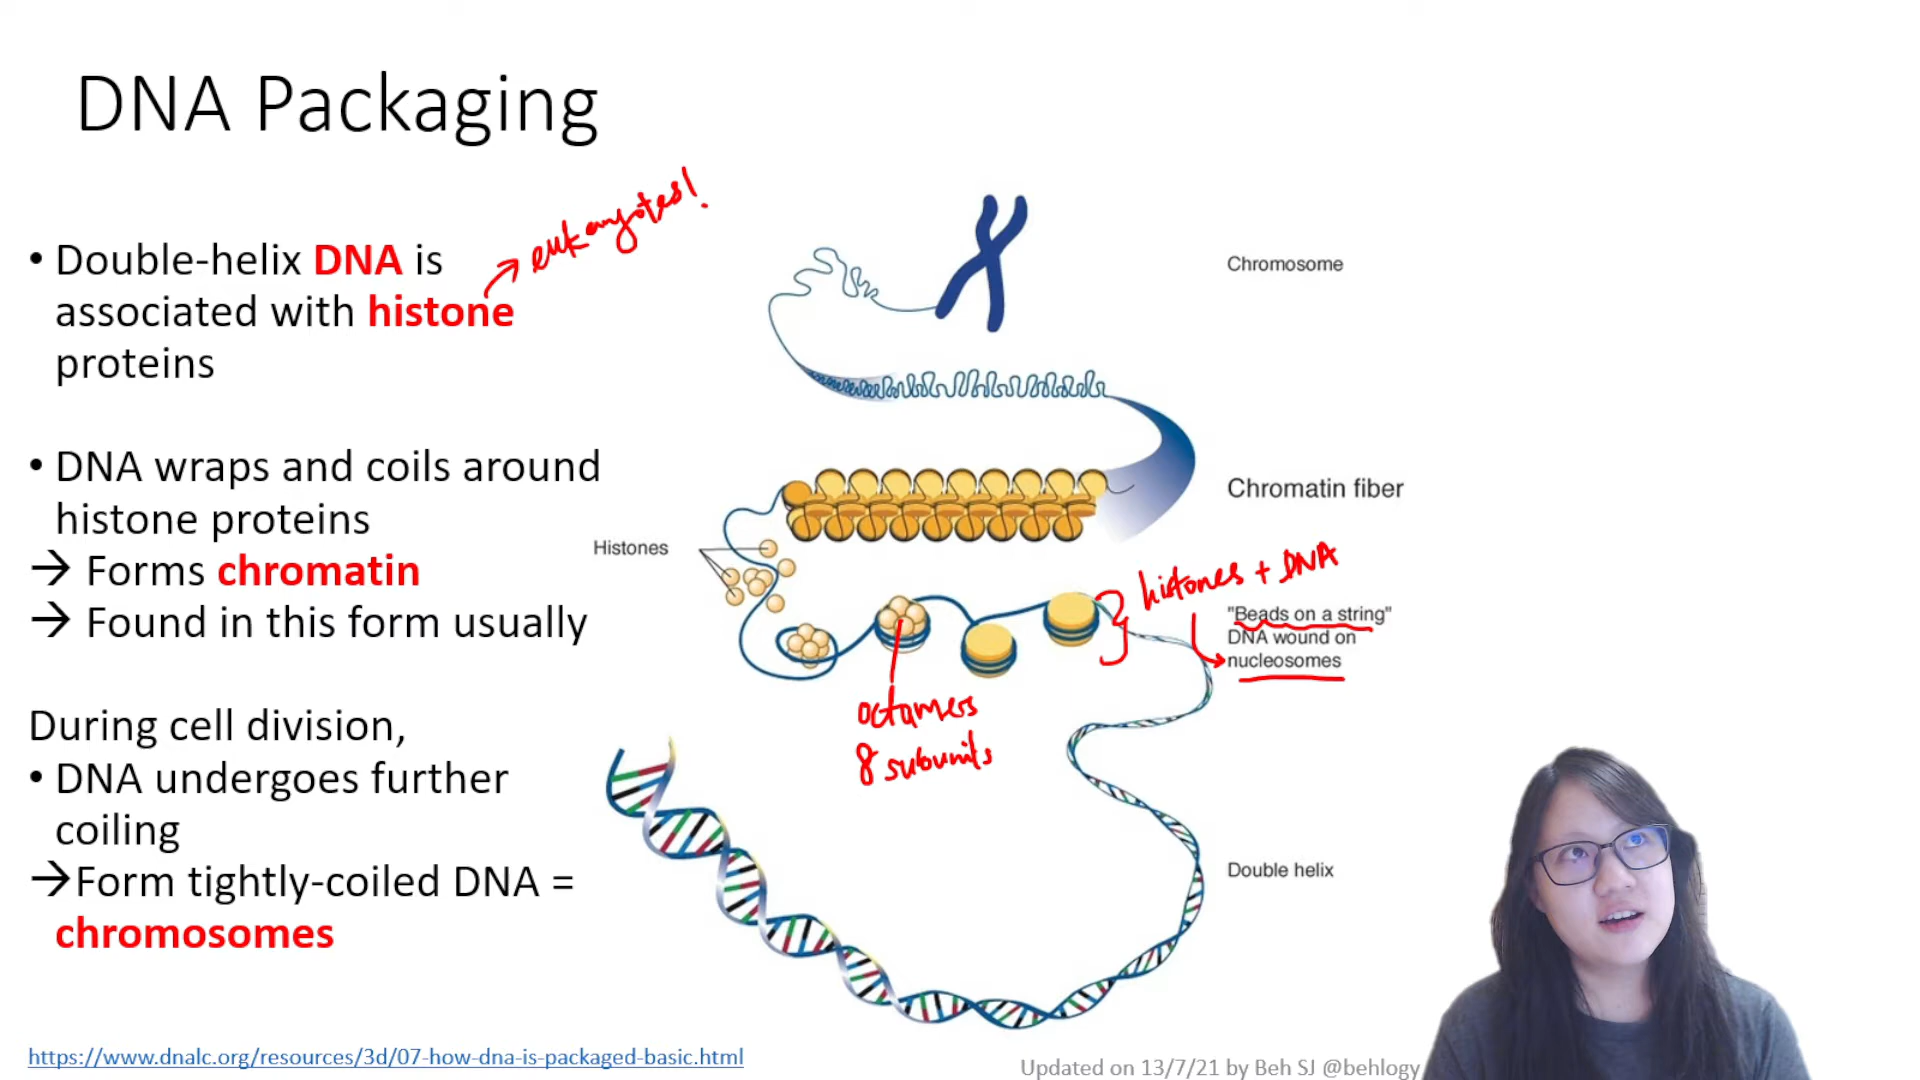 DNA Packaging
• Double-helix DNA is
associated with histone
proteins
eukaryotes!
• DNA wraps and coils around
histone proteins
→ Forms chromatin
→ Found in this form usually
During cell division,
• DNA undergoes further
coiling
→Form tightly-coiled DNA =
chromosomes
Chromosome
Chromatin fiber
Histones
histones + DNA
"Beads on a string"
DNA wound on
nucleosomes
octamers
8 subunits
Double helix
https://www.dnalc.org/resources/3d/07-how-dna-is-packaged-basic.html
Updated on 13/7/21 by Beh SJ @behlogy